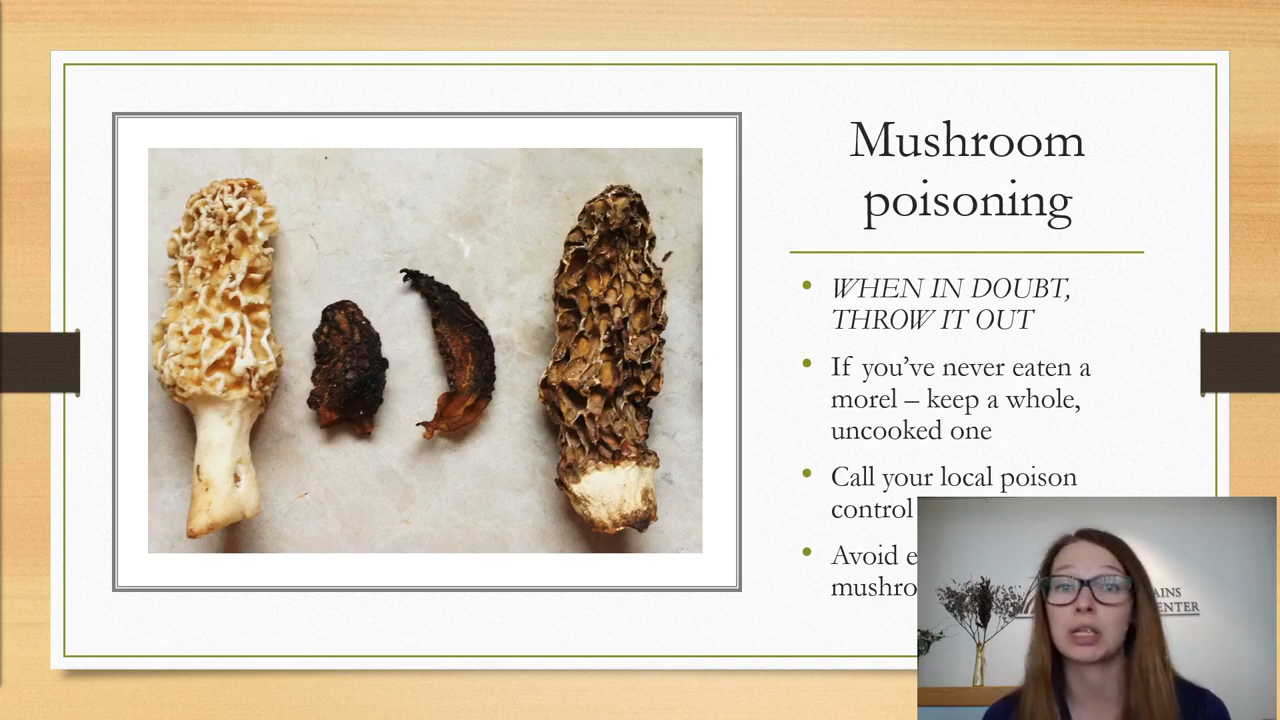 Mushroom
poisoning
WHEN IN DOUBT,
THROW IT OUT
If you’ve never eaten a
morel – keep a whole,
uncooked one
Call your local poison
control
Avoid